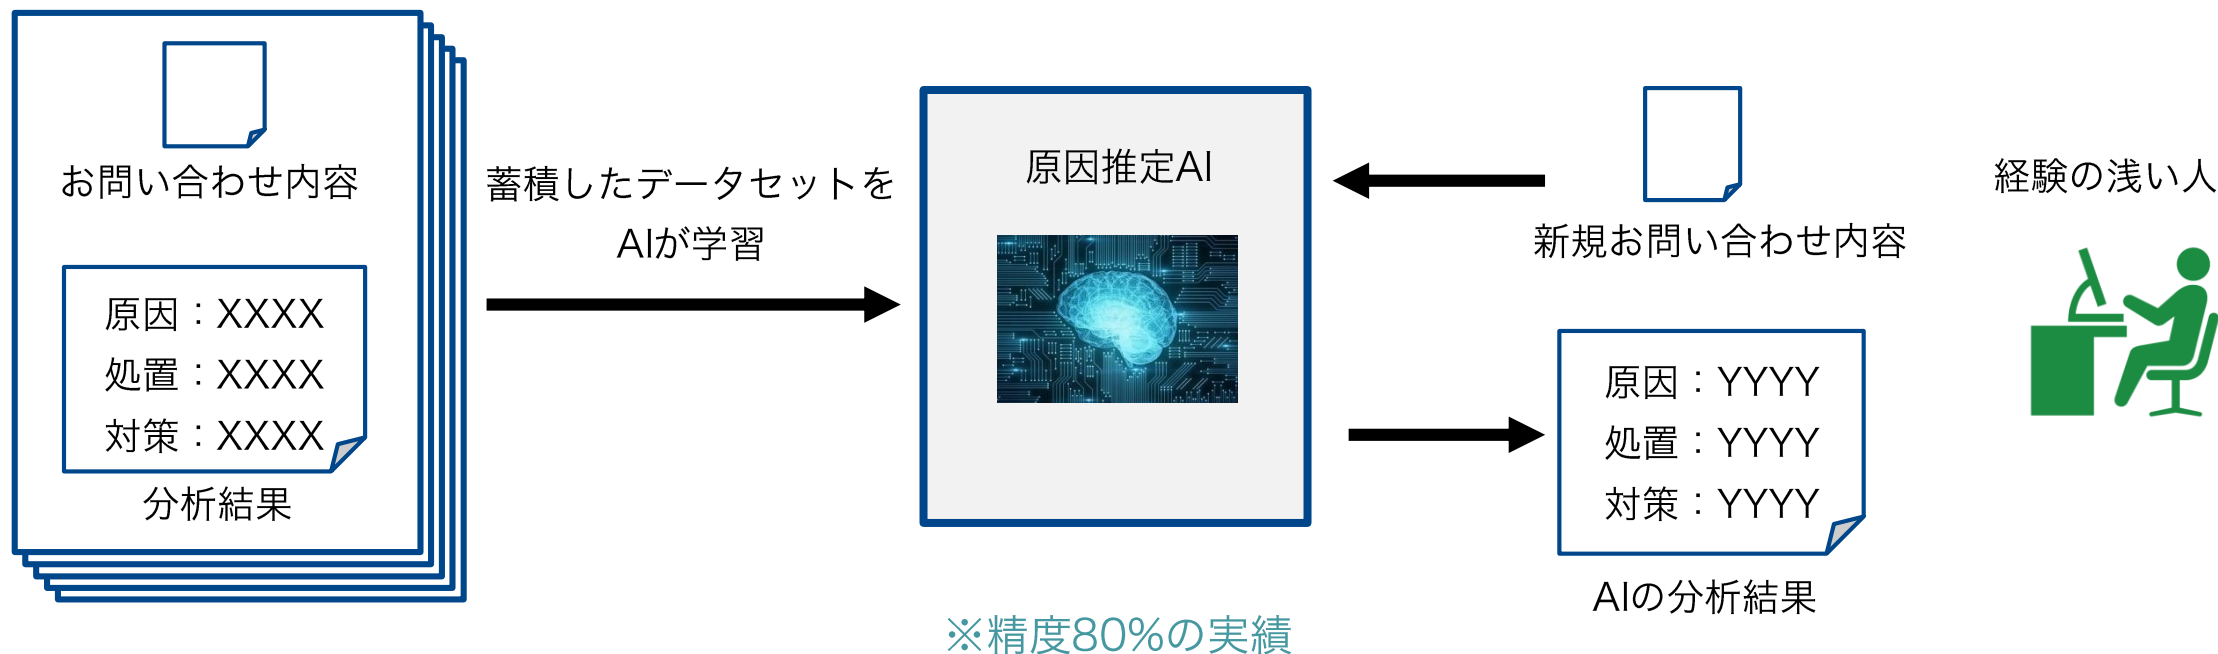 お問い合わせ内容
原因：XXXX
処置：XXXX
対策：XXXX
分析結果
蓄積したデータセットを
AIが学習
原因推定AI
※精度80%の実績
新規お問い合わせ内容
原因：YYYY
処置：YYYY
対策：YYYY
AIの分析結果
経験の浅い人